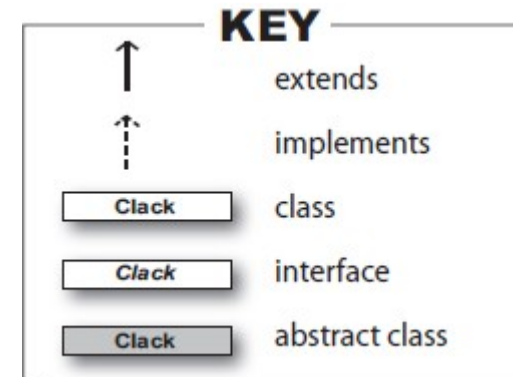 KEY
extends
implements
Clack class
Clack interface
Clack abstract class